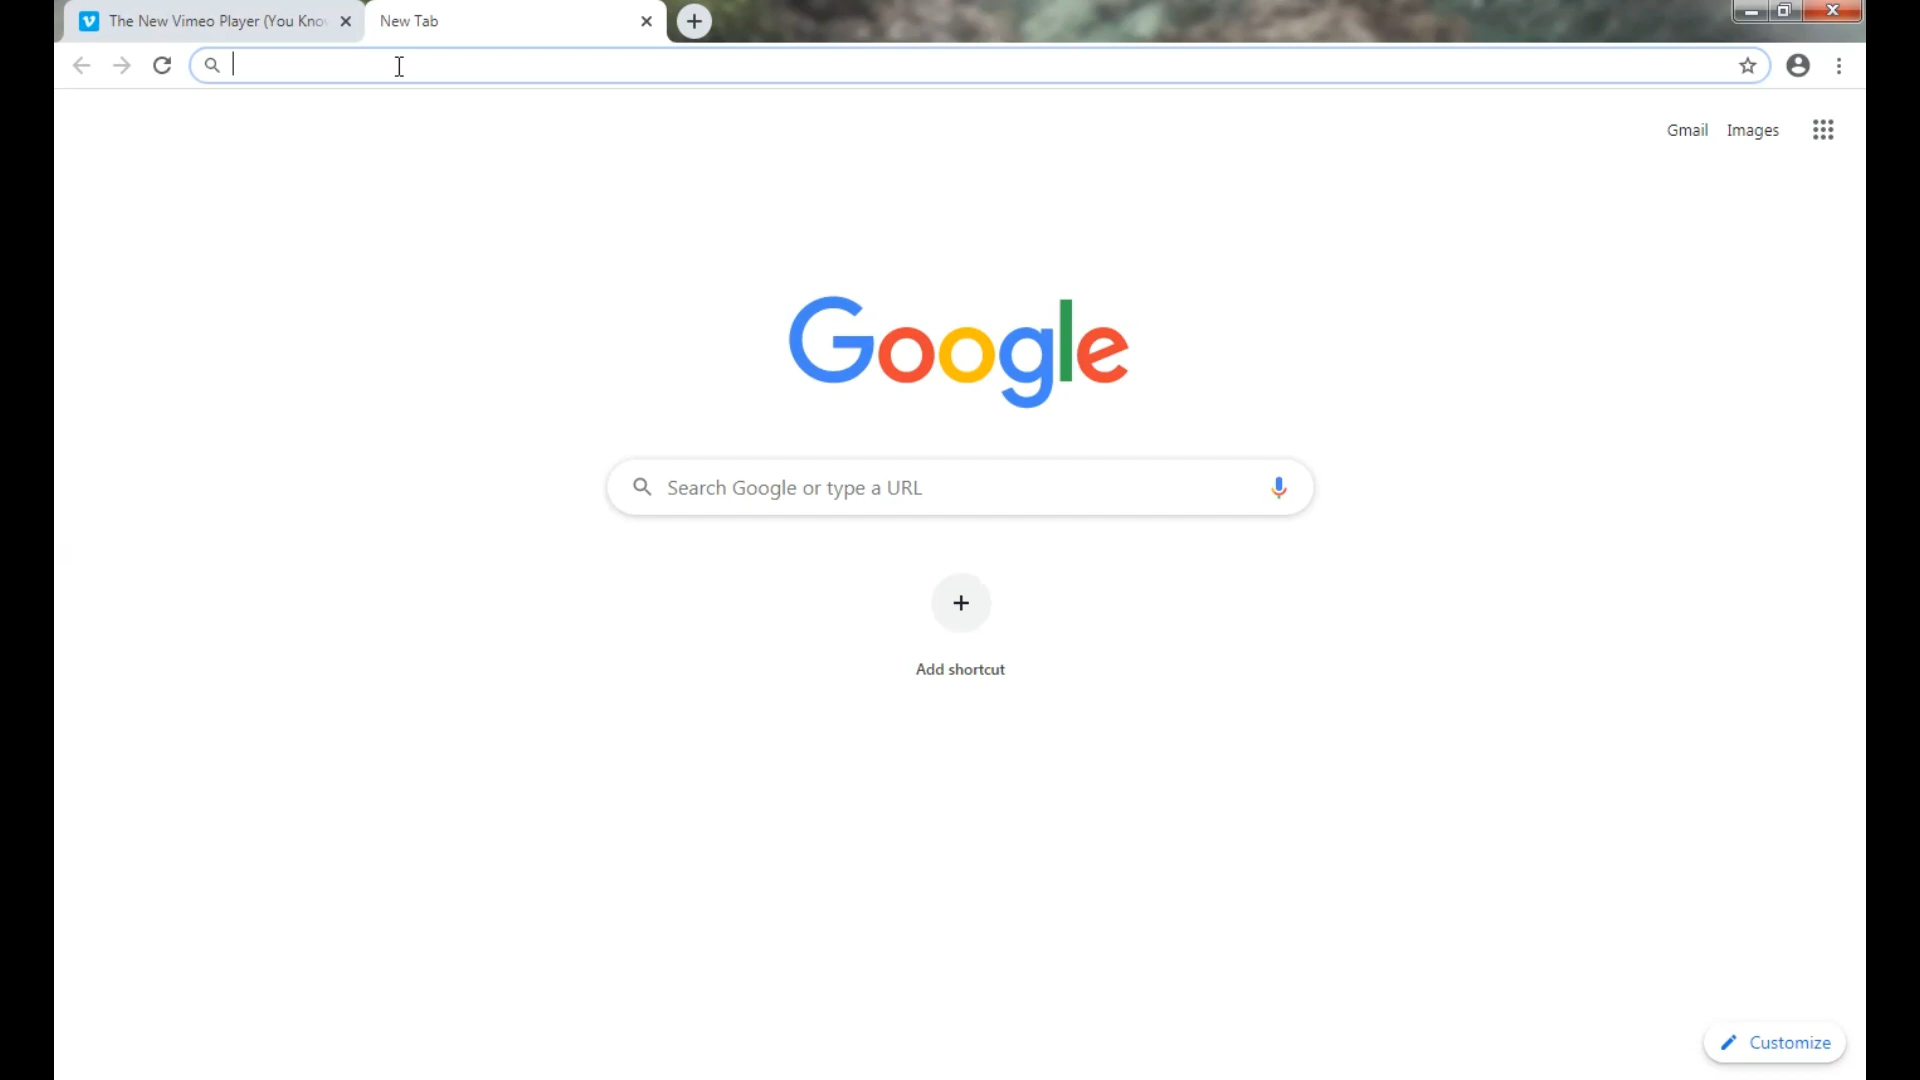 The New Vimeo Player (You Kno
New Tab
Gmail
Images
Google
Search Google or type a URL
Add shortcut
Customize